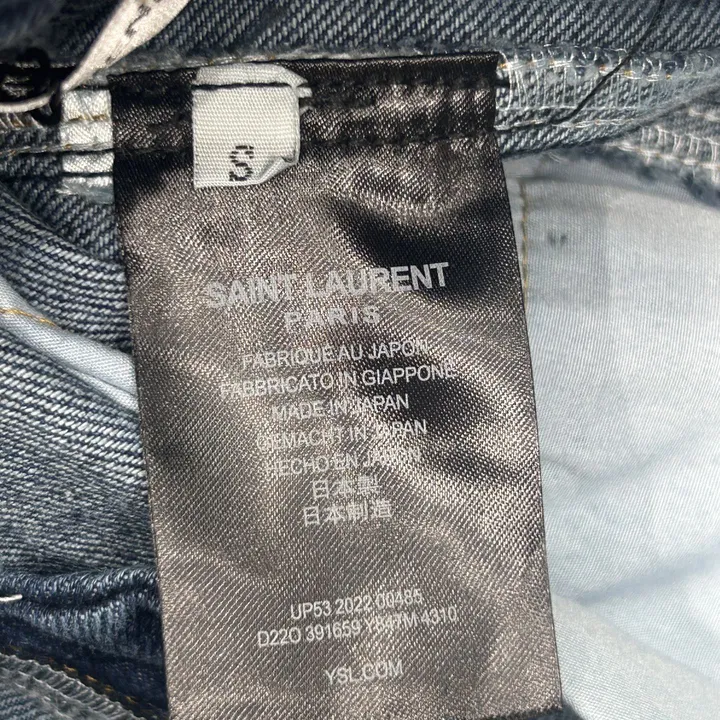 S
SAINT LAURENT
PARIS
FABRIQUE AU JAPON
FABBRICATO IN GIAPPONE
MADE IN JAPAN
GEMACHT IN JAPAN
HECHO EN JAPON
日本製
日本制造
UP53 2022 00485
D22O 391659 Y847M 4310
YSL.COM